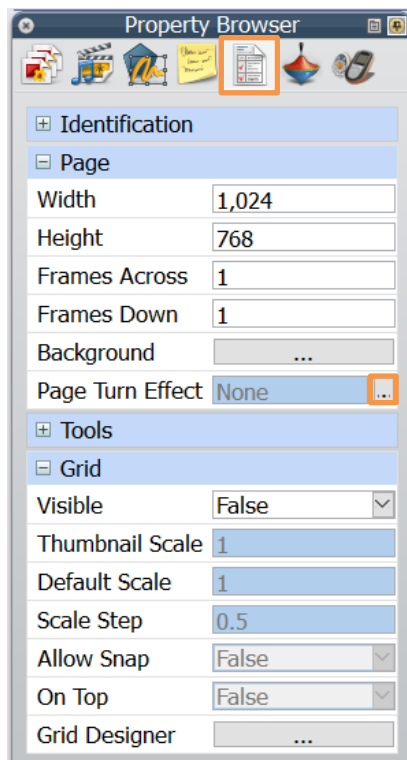 Property Browser
Identification
Page
Width 1,024
Height 768
Frames Across 1
Frames Down 1
Background ...
Page Turn Effect None ...
Tools
Grid
Visible False
Thumbnail Scale 1
Default Scale 1
Scale Step 0.5
Allow Snap False
On Top False
Grid Designer ...